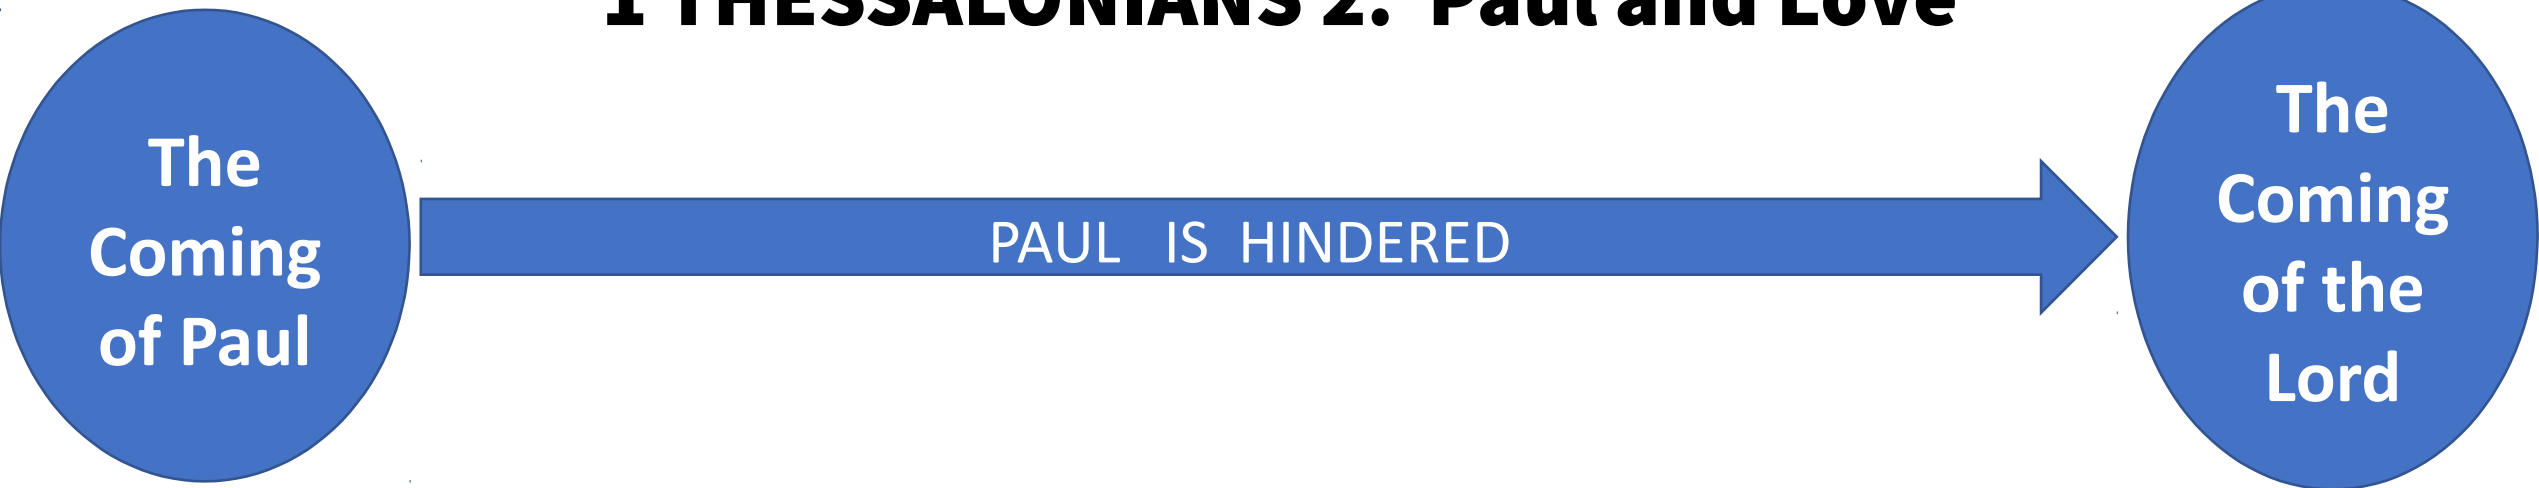 1 THESSALONIANS 2. Paul and Love
The
Coming
of Paul
PAUL IS HINDERED
The
Coming
of the
Lord